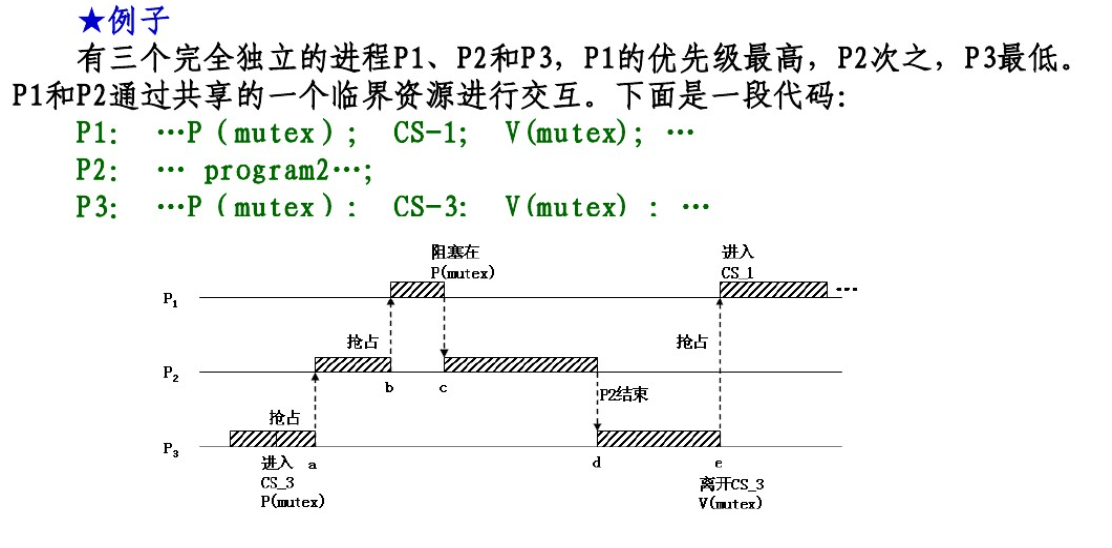 ★例子
有三个完全独立的进程P1、P2和P3，P1的优先级最高，P2次之，P3最低。
P1和P2通过共享的一个临界资源进行交互。下面是一段代码：
P1： …P（mutex）； CS-1； V(mutex)； …
P2： … program2…；
P3： …P（mutex）： CS-3： V(mutex) ： …
阻塞在
P(mutex)
进入
CS_1
P₁
…
抢占
抢占
P₂
b
c
P2结束
抢占
P₃
进入
CS_3
P(mutex)
a
d
e
离开CS_3
V(mutex)